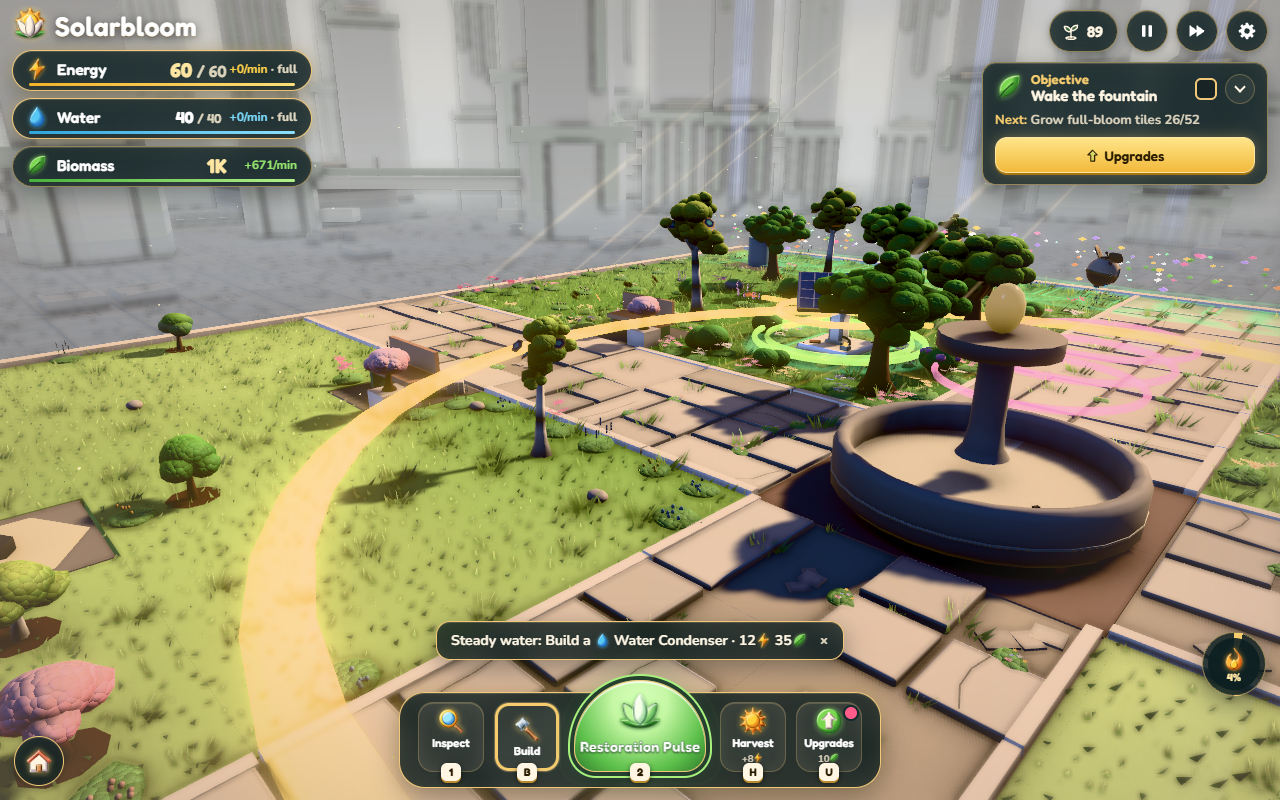 Solarbloom
Energy 60 / 60 +0/min · full
Water 40 / 40 +0/min · full
Biomass 1K +671/min
89
Objective
Wake the fountain
Next: Grow full-bloom tiles 26/52
Upgrades
Steady water: Build a Water Condenser · 12 35 ×
4%
Inspect
1
Build
B
Restoration Pulse
2
Harvest
+8
H
Upgrades
10
U